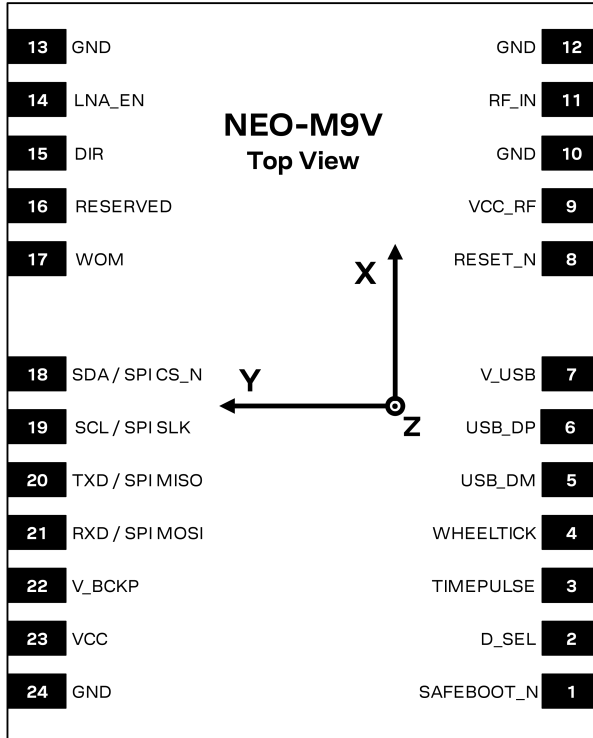 13 GND GND 12
14 LNA_EN RF_IN 11
NEO-M9V
15 DIR Top View GND 10
16 RESERVED VCC_RF 9
17 WOM RESET_N 8
X
18 SDA / SPI CS_N V_USB 7
Y
19 SCL / SPI SLK Z USB_DP 6
20 TXD / SPI MISO USB_DM 5
21 RXD / SPI MOSI WHEELTICK 4
22 V_BCKP TIMEPULSE 3
23 VCC D_SEL 2
24 GND SAFEBOOT_N 1